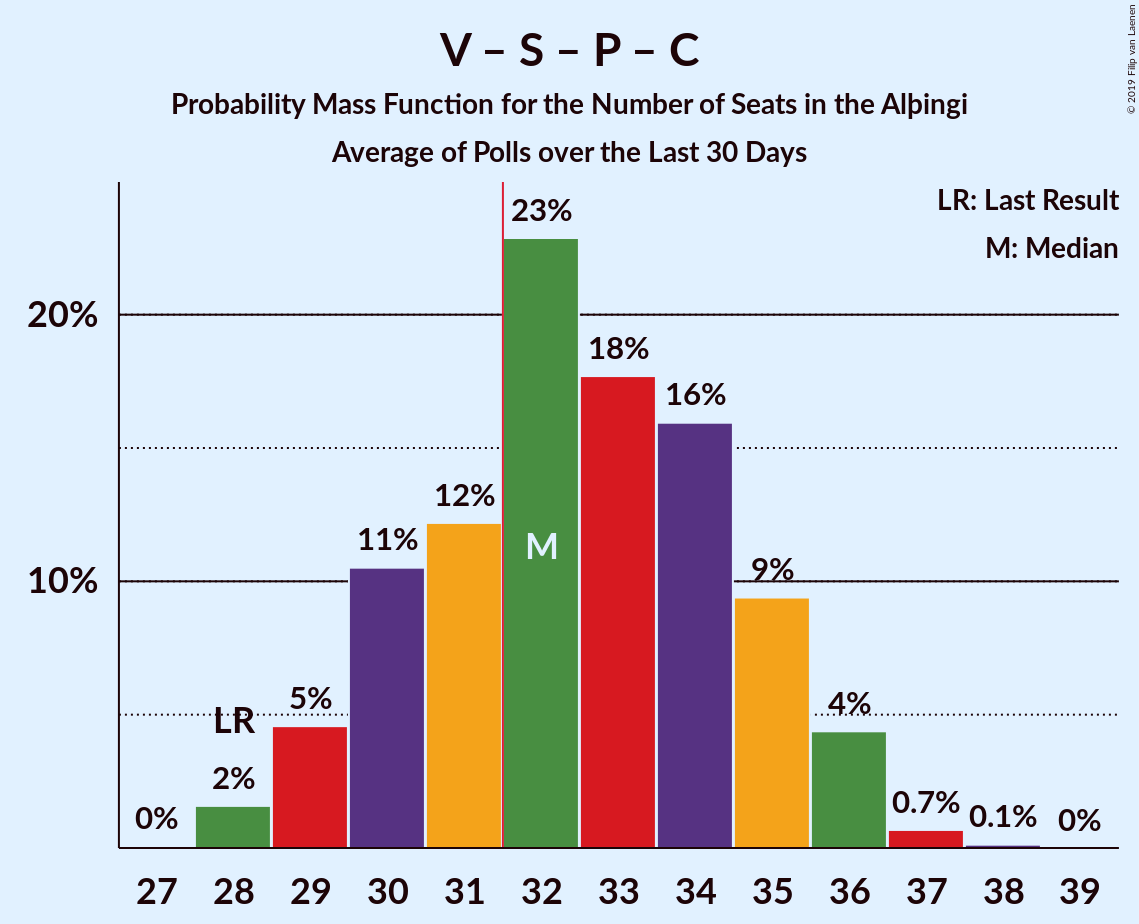 V – S – P – C
Probability Mass Function for the Number of Seats in the Alþingi
Average of Polls over the Last 30 Days
© 2019 Filip van Laenen
LR: Last Result
M: Median
20%
10%
0%
2%
LR
5%
11%
12%
23%
M
18%
16%
9%
4%
0.7%
0.1%
0%
27 28 29 30 31 32 33 34 35 36 37 38 39